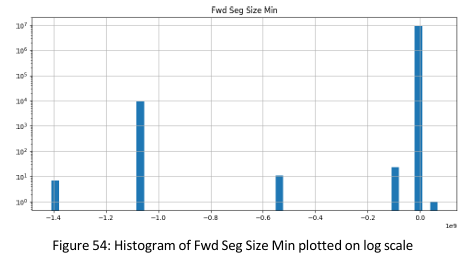 Fwd Seg Size Min
10⁷
10⁶
10⁵
10⁴
10³
10²
10¹
10⁰
−1.4 −1.2 −1.0 −0.8 −0.6 −0.4 −0.2 0.0
1e9
Figure 54: Histogram of Fwd Seg Size Min plotted on log scale